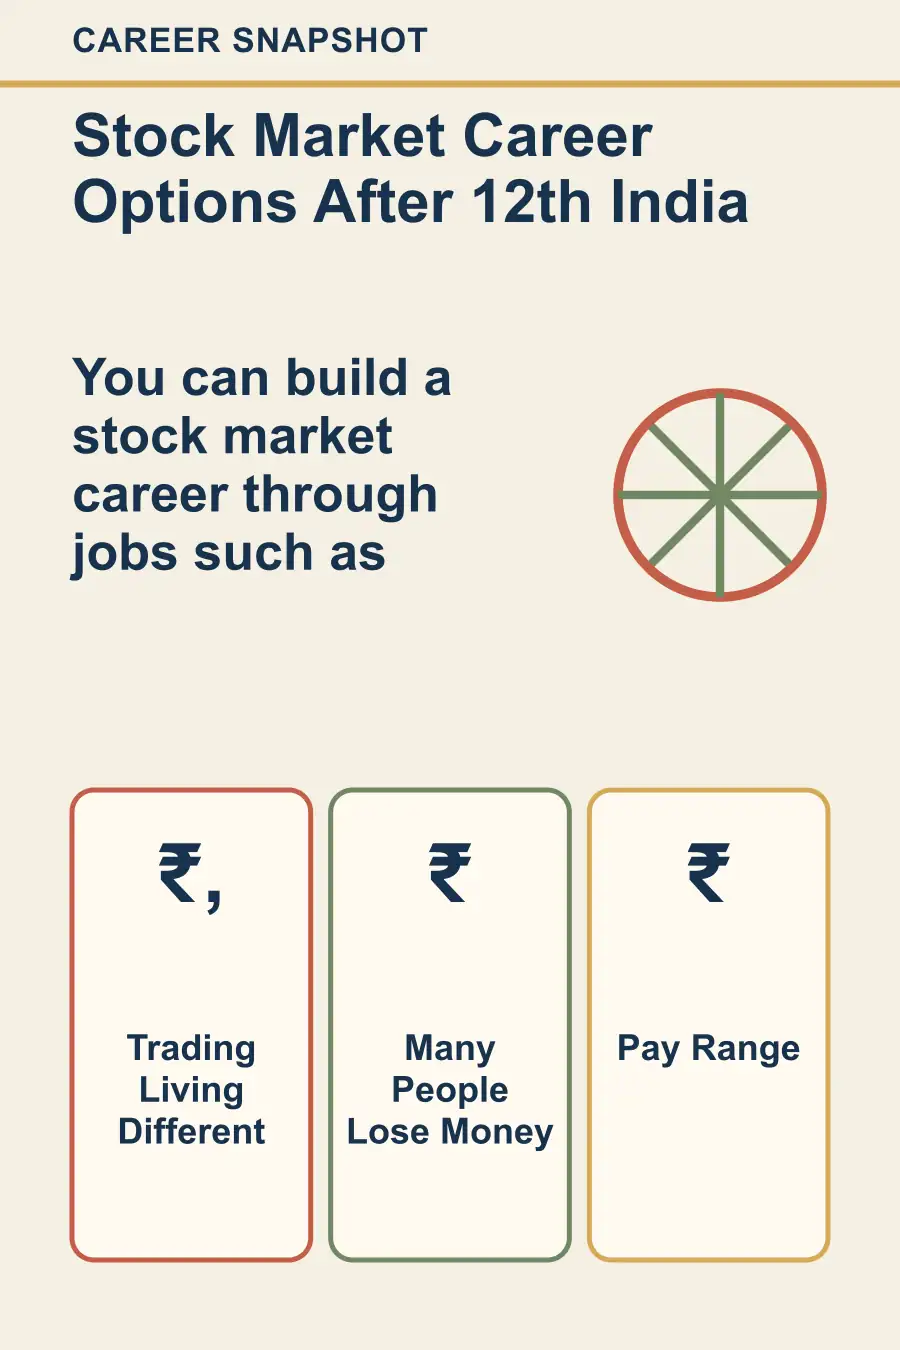 CAREER SNAPSHOT
Stock Market Career
Options After 12th India
You can build a
stock market
career through
jobs such as
₹,
Trading
Living
Different
₹
Many
People
Lose Money
₹
Pay Range